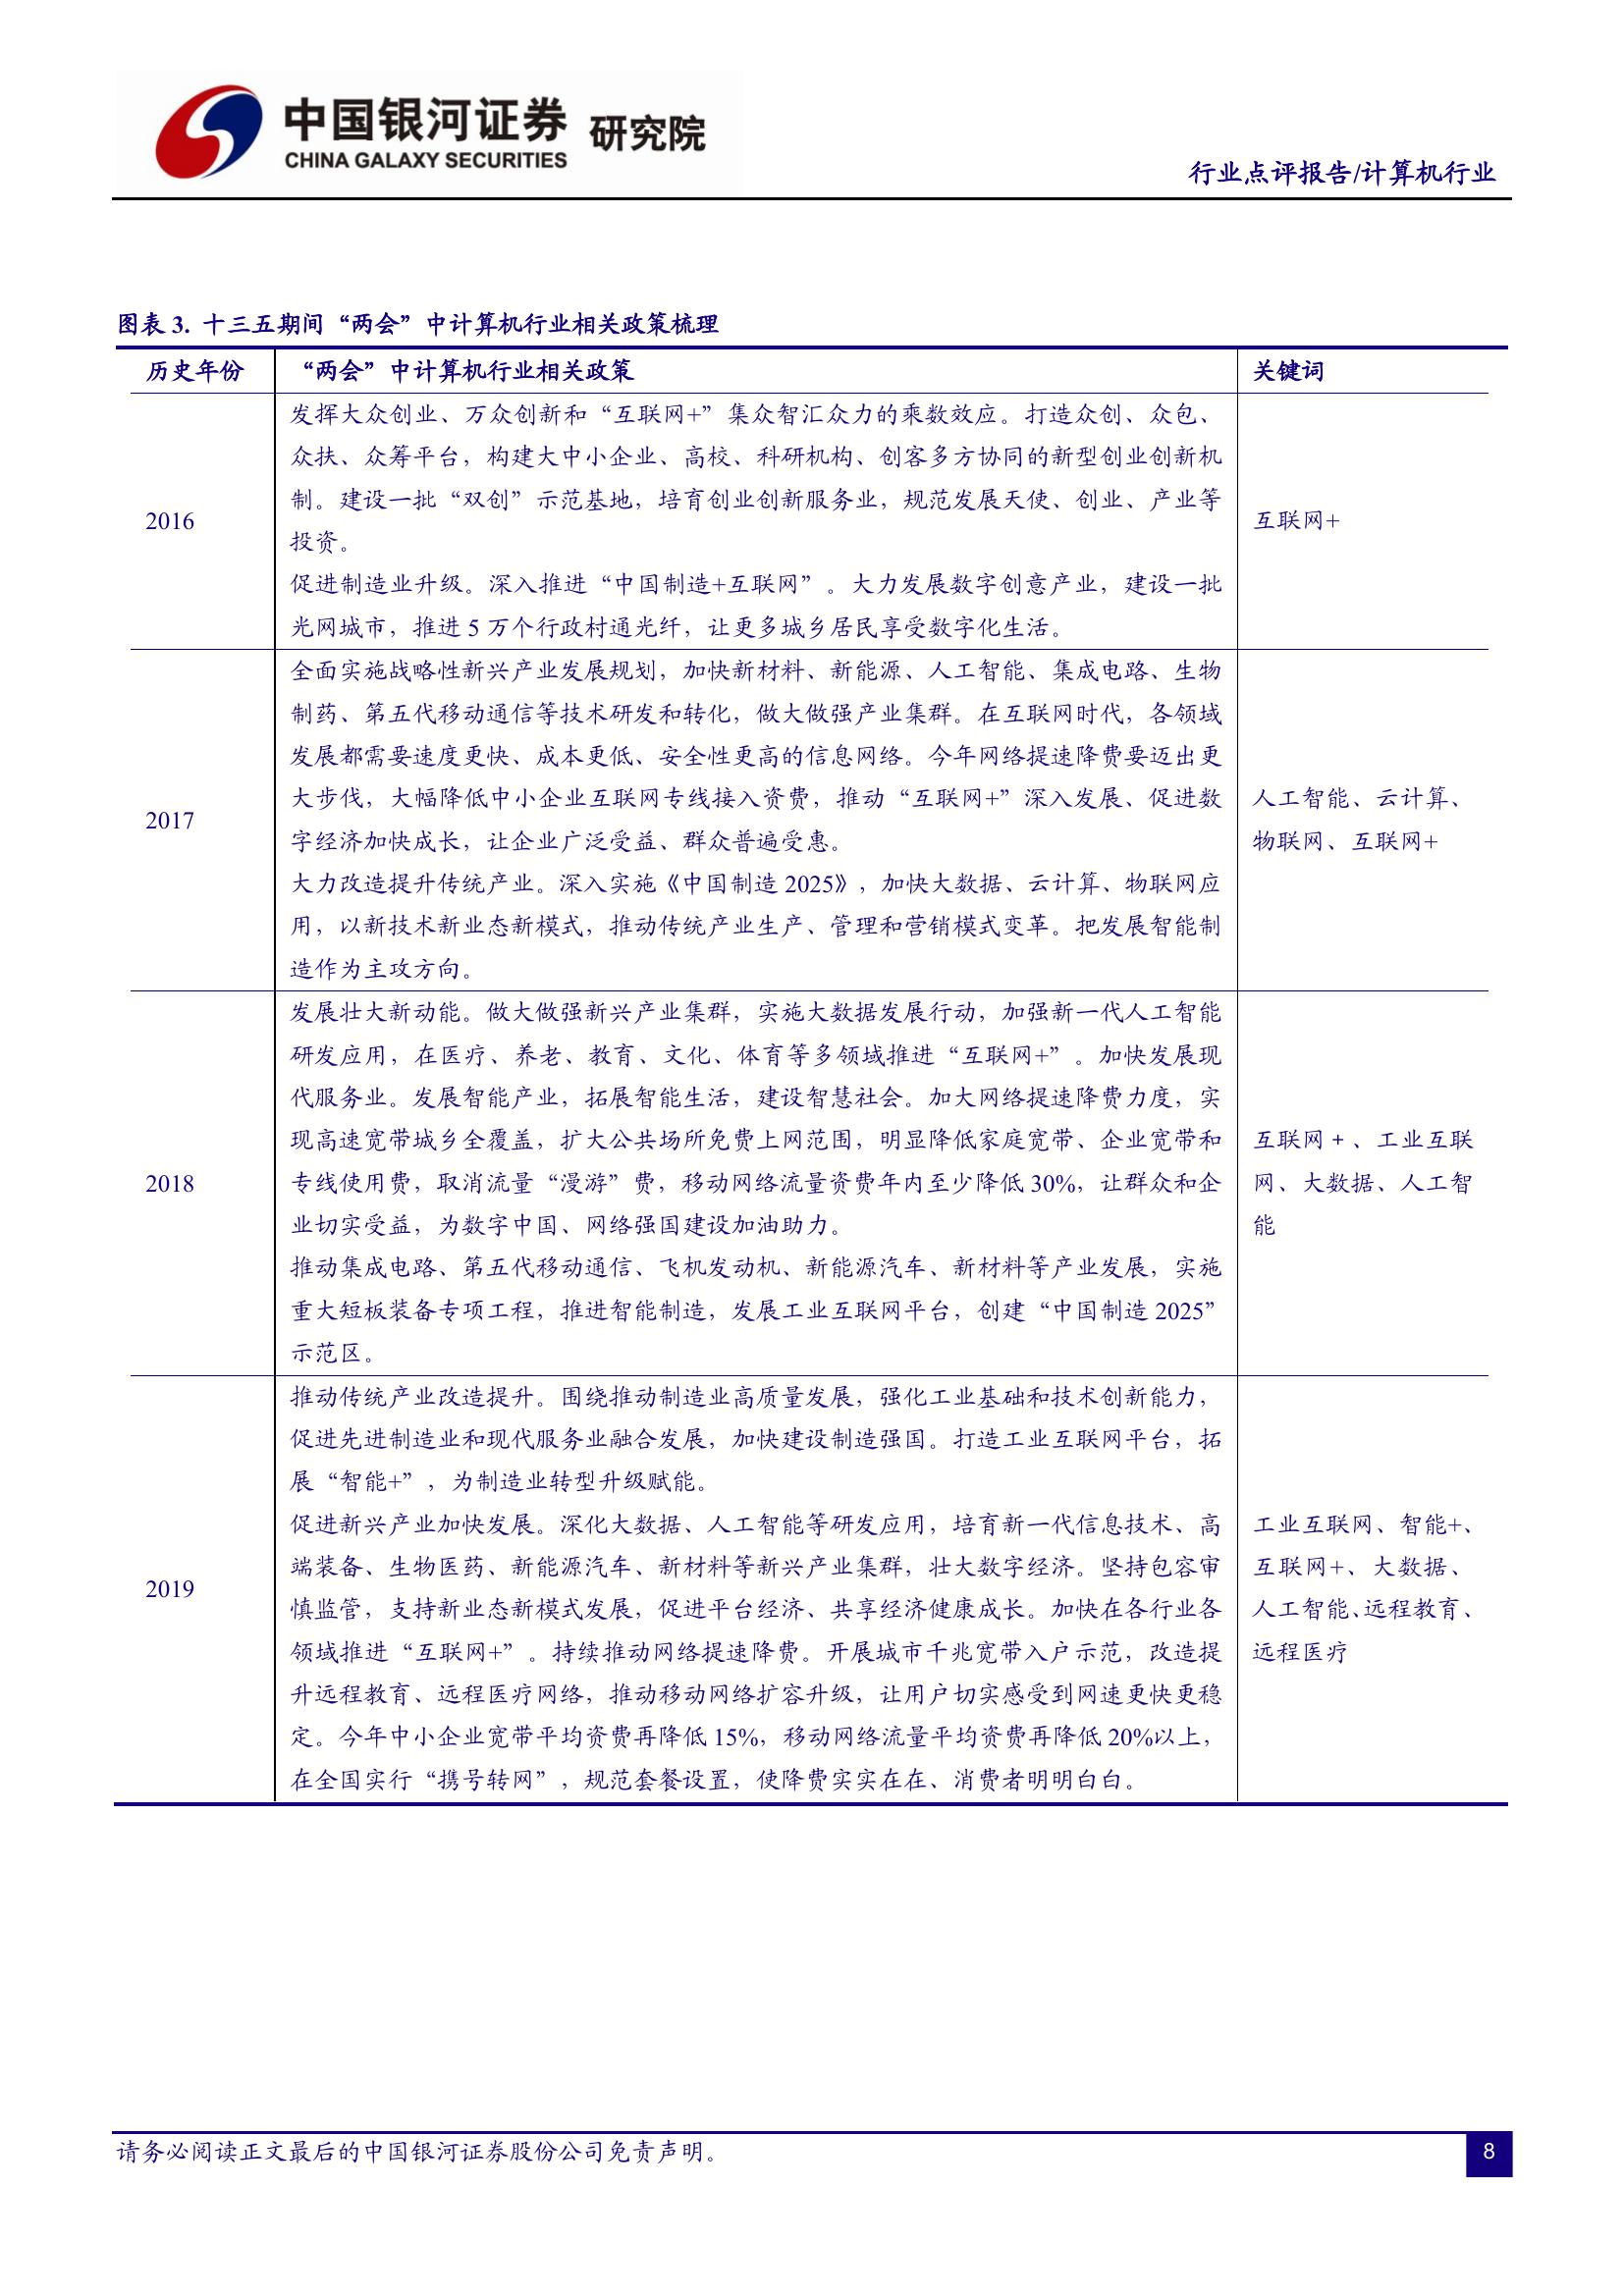 中国银河证券 研究院
CHINA GALAXY SECURITIES
行业点评报告/计算机行业
图表 3. 十三五期间“两会”中计算机行业相关政策梳理
历史年份 “两会”中计算机行业相关政策 关键词
2016
发挥大众创业、万众创新和“互联网+”集众智汇众力的乘数效应。打造众创、众包、
众扶、众筹平台，构建大中小企业、高校、科研机构、创客多方协同的新型创业创新机
制。建设一批“双创”示范基地，培育创业创新服务业，规范发展天使、创业、产业等
投资。
促进制造业升级。深入推进“中国制造+互联网”。大力发展数字创意产业，建设一批
光网城市，推进 5 万个行政村通光纤，让更多城乡居民享受数字化生活。
互联网+
2017
全面实施战略性新兴产业发展规划，加快新材料、新能源、人工智能、集成电路、生物
制药、第五代移动通信等技术研发和转化，做大做强产业集群。在互联网时代，各领域
发展都需要速度更快、成本更低、安全性更高的信息网络。今年网络提速降费要迈出更
大步伐，大幅降低中小企业互联网专线接入资费，推动“互联网+”深入发展、促进数
字经济加快成长，让企业广泛受益、群众普遍受惠。
大力改造提升传统产业。深入实施《中国制造 2025》，加快大数据、云计算、物联网应
用，以新技术新业态新模式，推动传统产业生产、管理和营销模式变革。把发展智能制
造作为主攻方向。
人工智能、云计算、
物联网、互联网+
2018
发展壮大新动能。做大做强新兴产业集群，实施大数据发展行动，加强新一代人工智能
研发应用，在医疗、养老、教育、文化、体育等多领域推进“互联网+”。加快发展现
代服务业。发展智能产业，拓展智能生活，建设智慧社会。加大网络提速降费力度，实
现高速宽带城乡全覆盖，扩大公共场所免费上网范围，明显降低家庭宽带、企业宽带和
专线使用费，取消流量“漫游”费，移动网络流量资费年内至少降低 30%，让群众和企
业切实受益，为数字中国、网络强国建设加油助力。
推动集成电路、第五代移动通信、飞机发动机、新能源汽车、新材料等产业发展，实施
重大短板装备专项工程，推进智能制造，发展工业互联网平台，创建“中国制造 2025”
示范区。
互联网＋、工业互联
网、大数据、人工智
能
2019
推动传统产业改造提升。围绕推动制造业高质量发展，强化工业基础和技术创新能力，
促进先进制造业和现代服务业融合发展，加快建设制造强国。打造工业互联网平台，拓
展“智能+”，为制造业转型升级赋能。
促进新兴产业加快发展。深化大数据、人工智能等研发应用，培育新一代信息技术、高
端装备、生物医药、新能源汽车、新材料等新兴产业集群，壮大数字经济。坚持包容审
慎监管，支持新业态新模式发展，促进平台经济、共享经济健康成长。加快在各行业各
领域推进“互联网+”。持续推动网络提速降费。开展城市千兆宽带入户示范，改造提
升远程教育、远程医疗网络，推动移动网络扩容升级，让用户切实感受到网速更快更稳
定。今年中小企业宽带平均资费再降低 15%，移动网络流量平均资费再降低 20%以上，
在全国实行“携号转网”，规范套餐设置，使降费实实在在、消费者明明白白。
工业互联网、智能+、
互联网+、大数据、
人工智能、远程教育、
远程医疗
请务必阅读正文最后的中国银河证券股份公司免责声明。
8